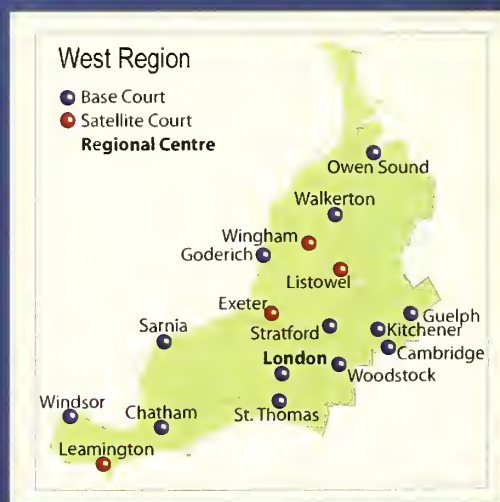 West Region
Base Court
Satellite Court
Regional Centre
Owen Sound
Walkerton
Wingham
Goderich
Listowel
Exeter
Guelph
Sarnia
Stratford
Kitchener
Cambridge
London
Woodstock
Windsor
Chatham
St. Thomas
Leamington